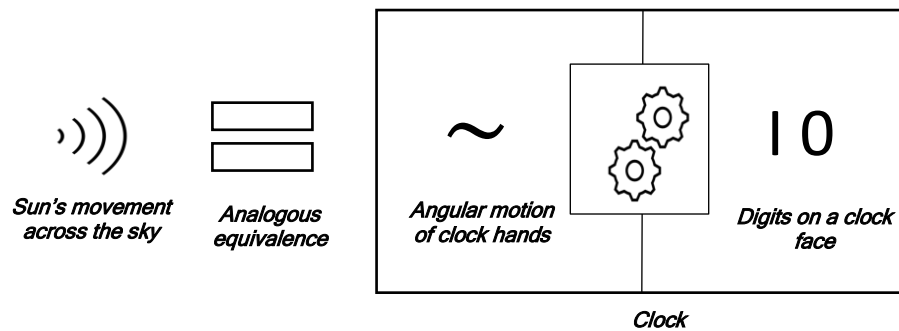 ~
I 0
Sun's movement
across the sky
Analogous
equivalence
Angular motion
of clock hands
Digits on a clock
face
Clock